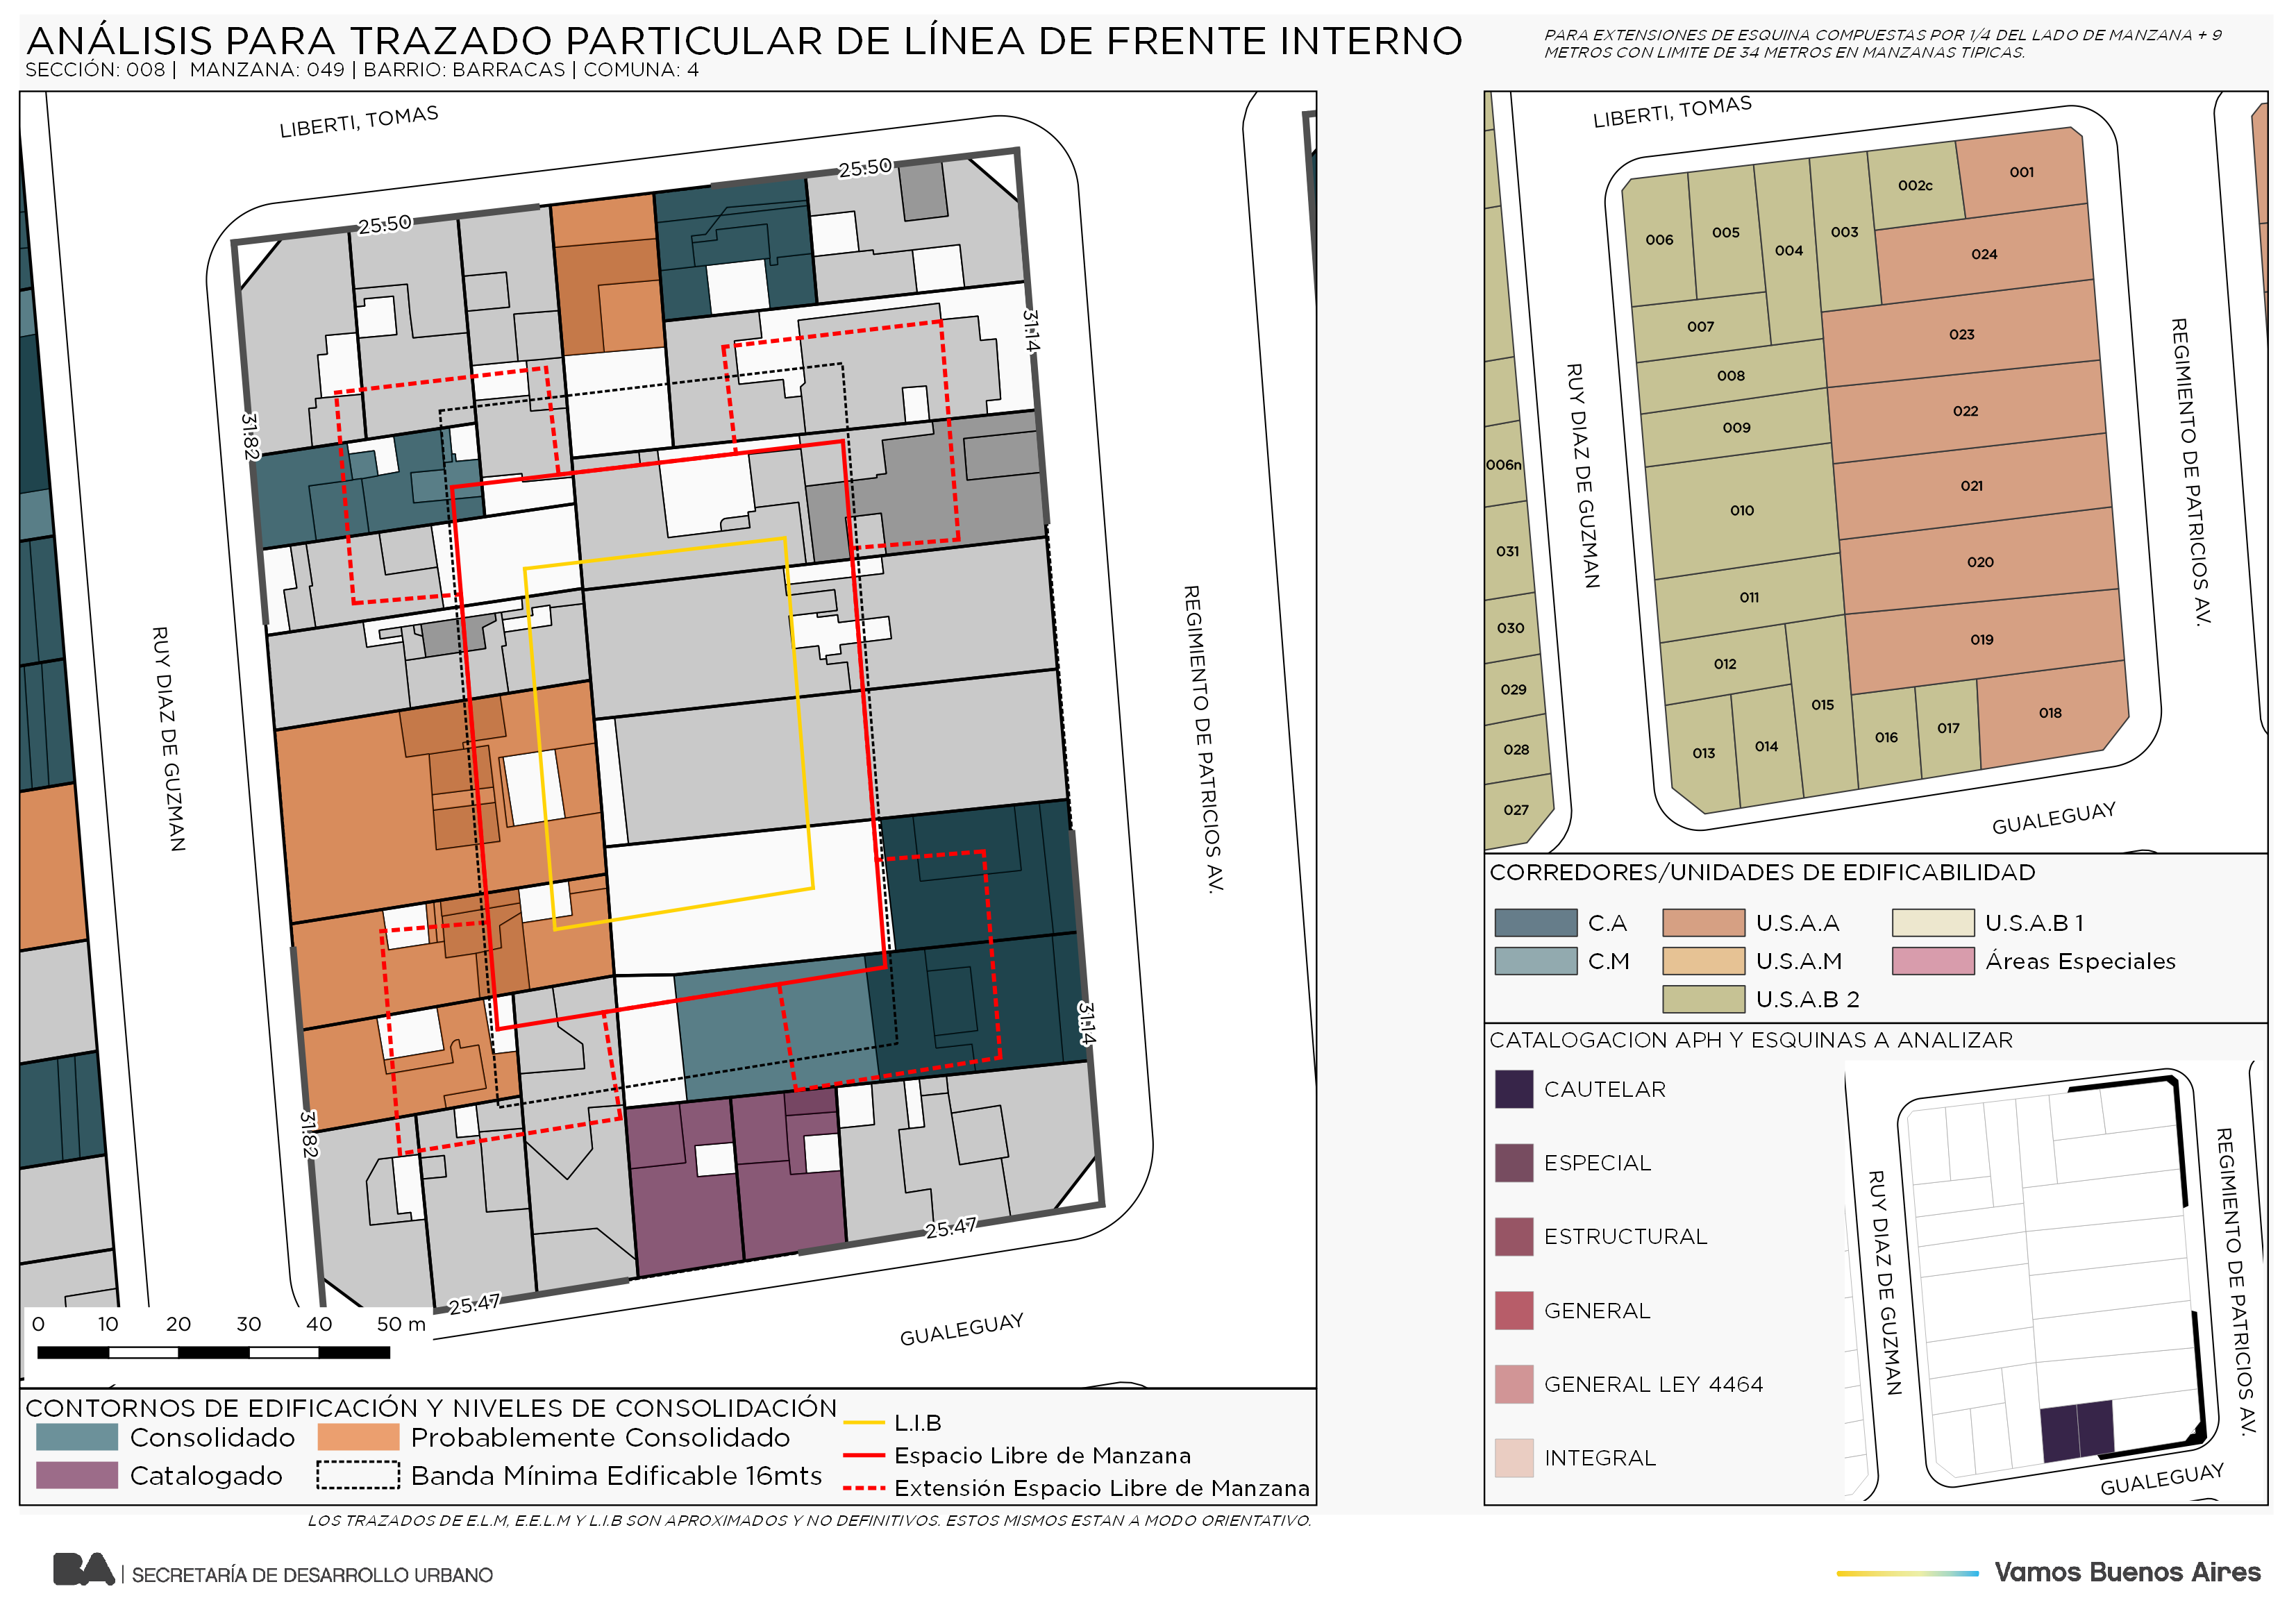 ANÁLISIS PARA TRAZADO PARTICULAR DE LÍNEA DE FRENTE INTERNO
SECCIÓN: 008 | MANZANA: 049 | BARRIO: BARRACAS | COMUNA: 4
PARA EXTENSIONES DE ESQUINA COMPUESTAS POR 1/4 DEL LADO DE MANZANA + 9
METROS CON LIMITE DE 34 METROS EN MANZANAS TIPICAS.
LIBERTI, TOMAS
25.50
25.50
31.14
31.82
RUY DIAZ DE GUZMAN
REGIMIENTO DE PATRICIOS AV.
31.14
31.82
25.47
25.47
GUALEGUAY
0 10 20 30 40 50 m
CONTORNOS DE EDIFICACIÓN Y NIVELES DE CONSOLIDACIÓN
Consolidado
Probablemente Consolidado
Catalogado
Banda Mínima Edificable 16mts
L.I.B
Espacio Libre de Manzana
Extensión Espacio Libre de Manzana
LOS TRAZADOS DE E.L.M, E.E.L.M Y L.I.B SON APROXIMADOS Y NO DEFINITIVOS. ESTOS MISMOS ESTAN A MODO ORIENTATIVO.
LIBERTI, TOMAS
001
002c
003
004
005
006
024
007
023
008
022
009
006n
021
010
031
020
011
030
019
012
029
015
018
017
016
014
013
028
027
RUY DIAZ DE GUZMAN
REGIMIENTO DE PATRICIOS AV.
GUALEGUAY
CORREDORES/UNIDADES DE EDIFICABILIDAD
C.A
U.S.A.A
U.S.A.B 1
C.M
U.S.A.M
Áreas Especiales
U.S.A.B 2
CATALOGACION APH Y ESQUINAS A ANALIZAR
CAUTELAR
ESPECIAL
ESTRUCTURAL
GENERAL
GENERAL LEY 4464
INTEGRAL
RUY DIAZ DE GUZMAN
REGIMIENTO DE PATRICIOS AV.
GUALEGUAY
BA | SECRETARÍA DE DESARROLLO URBANO
Vamos Buenos Aires